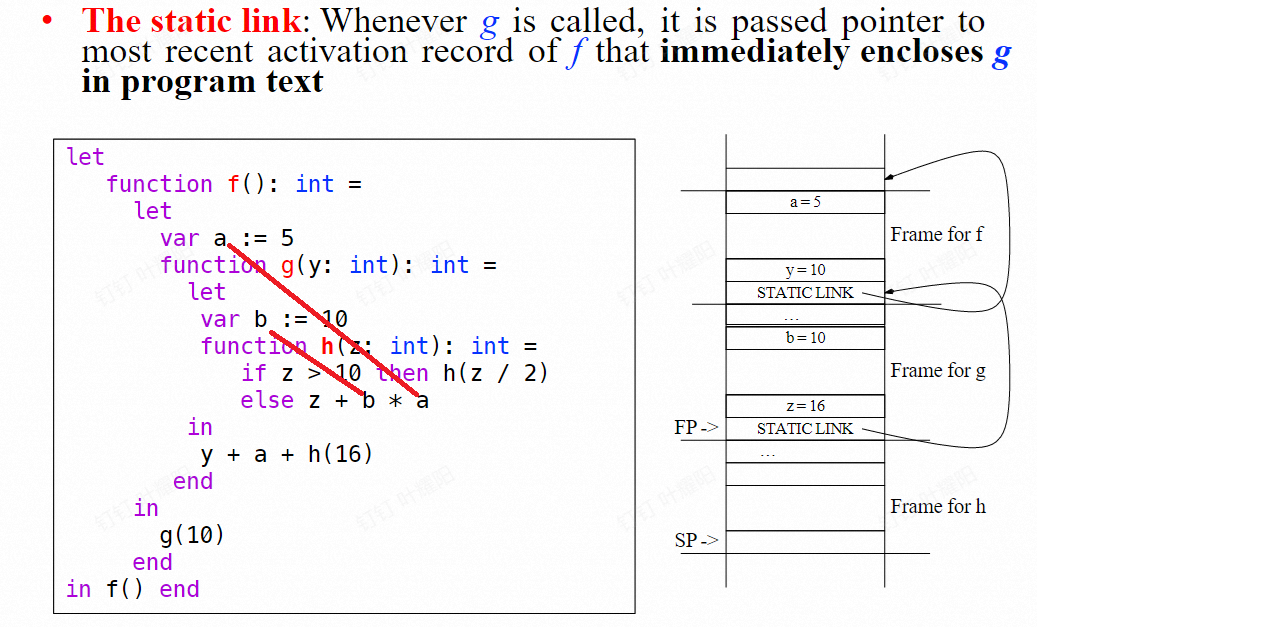 • The static link: Whenever g is called, it is passed pointer to
most recent activation record of f that immediately encloses g
in program text
let
function f(): int =
let
var a := 5
function g(y: int): int =
let
var b := 10
function h(z: int): int =
if z > 10 then h(z / 2)
else z + b * a
in
y + a + h(16)
end
in
g(10)
end
in f() end
a = 5
Frame for f
y = 10
STATIC LINK
...
b = 10
Frame for g
z = 16
FP -> STATIC LINK
...
Frame for h
SP ->